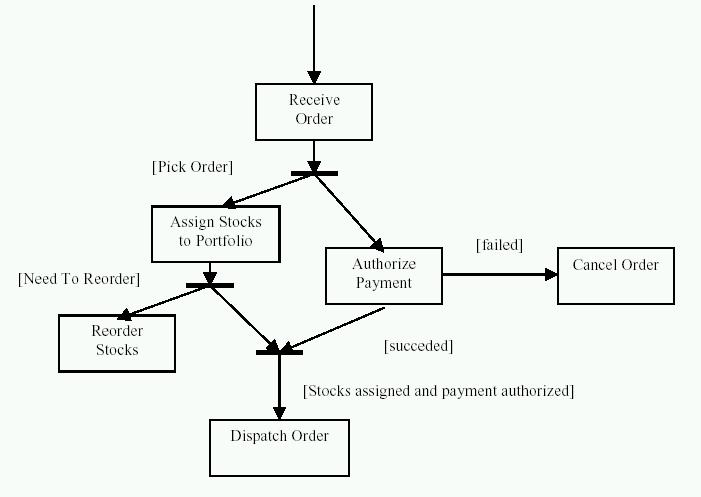 Receive
Order
[Pick Order]
Assign Stocks
to Portfolio
[failed]
Authorize
Payment
Cancel Order
[Need To Reorder]
Reorder
Stocks
[succeded]
[Stocks assigned and payment authorized]
Dispatch Order